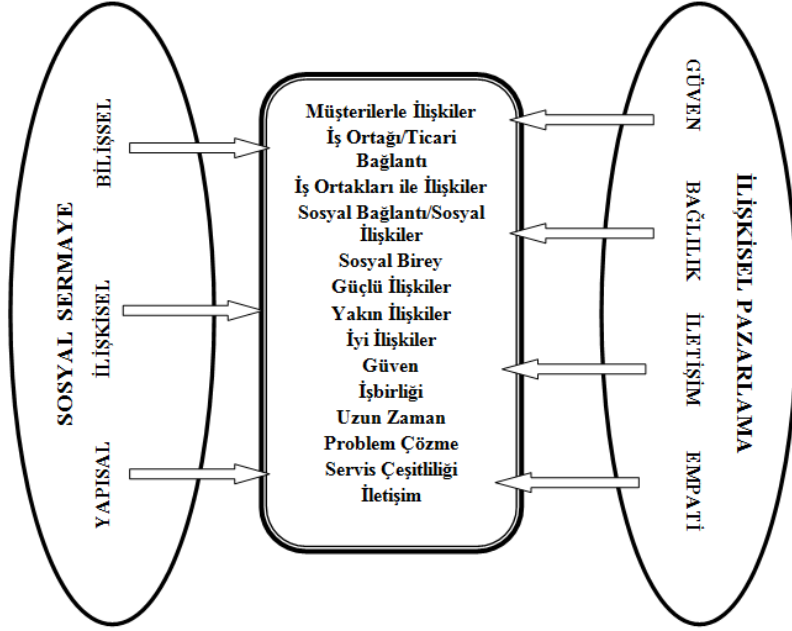 SOSYAL SERMAYE
BİLİŞSEL
İLİŞKİSEL
YAPISAL
Müşterilerle İlişkiler
İş Ortağı/Ticari
Bağlantı
İş Ortakları ile İlişkiler
Sosyal Bağlantı/Sosyal
İlişkiler
Sosyal Birey
Güçlü İlişkiler
Yakın İlişkiler
İyi İlişkiler
Güven
İşbirliği
Uzun Zaman
Problem Çözme
Servis Çeşitliliği
İletişim
GÜVEN
BAĞLILIK
İLETİŞİM
EMPATİ
İLİŞKİSEL PAZARLAMA